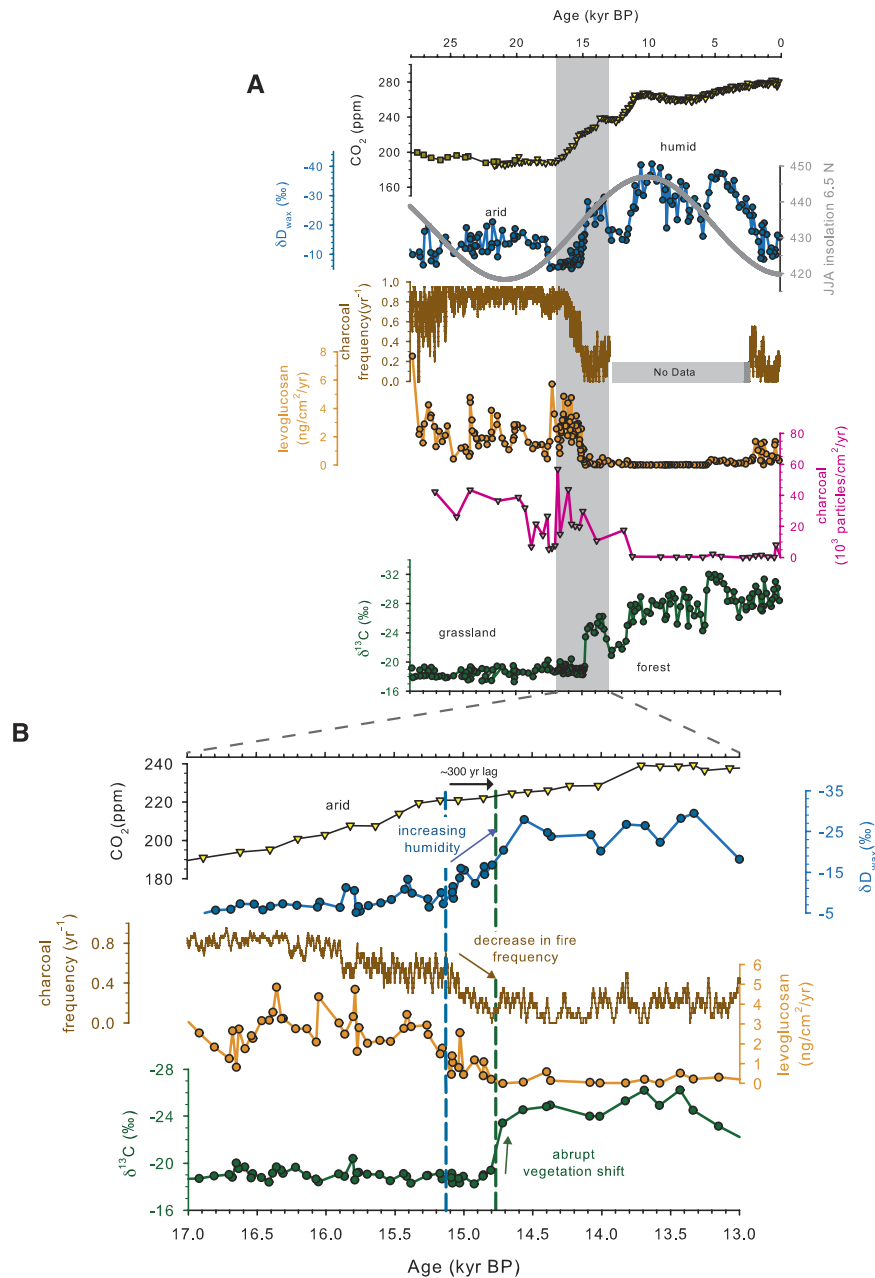 Age (kyr BP)
25 20 15 10 5 0
A
280
240
200
160
CO2 (ppm)
humid
arid
-40
-30
-20
-10
δDwax (‰)
450
440
430
420
JJA insolation 6.5 N
1.0
0.8
0.6
0.4
0.2
0.0
charcoal
frequency(yr-1)
No Data
8
6
4
2
0
levoglucosan
(ng/cm2/yr)
80
60
40
20
0
charcoal
(10³ particles/cm2/yr)
-32
-28
-24
-20
-16
δ13C (‰)
grassland
forest
B
240
220
200
180
CO2(ppm)
~300 yr lag
arid
increasing
humidity
-35
-25
-15
-5
δDwax(‰)
0.8
0.4
0.0
charcoal
frequency (yr-1)
decrease in fire
frequency
6
5
4
3
2
1
0
levoglucosan
(ng/cm2/yr)
-28
-24
-20
-16
δ13C (‰)
abrupt
vegetation shift
17.0 16.5 16.0 15.5 15.0 14.5 14.0 13.5 13.0
Age (kyr BP)